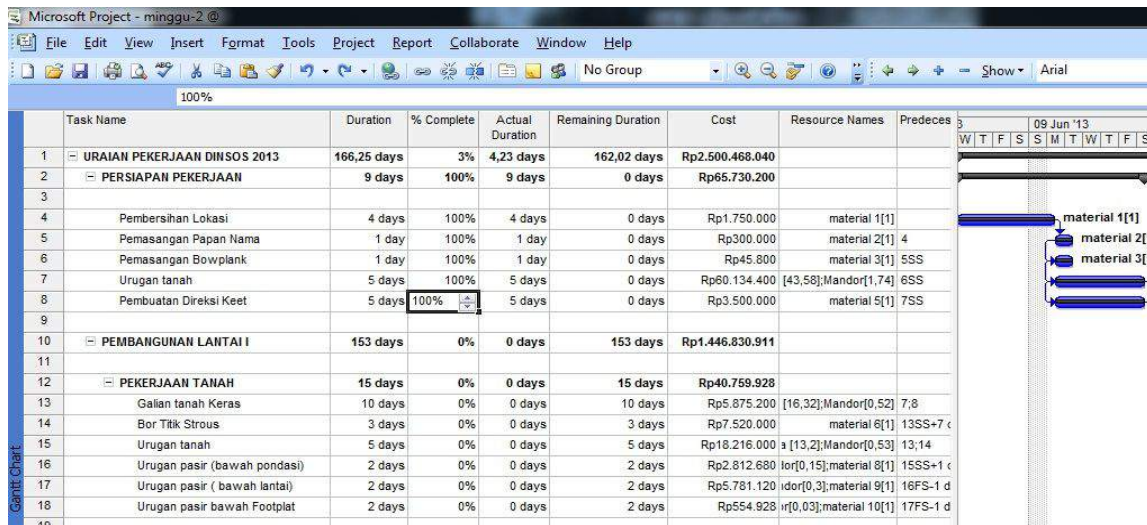 Microsoft Project - minggu-2 @
File Edit View Insert Format Tools Project Report Collaborate Window Help
No Group Show Arial
100%
Task Name Duration % Complete Actual Duration Remaining Duration Cost Resource Names Predeces
3 09 Jun '13
W T F S S M T W T F S
1 URAIAN PEKERJAAN DINSOS 2013 166,25 days 3% 4,23 days 162,02 days Rp2.500.468.040
2 PERSIAPAN PEKERJAAN 9 days 100% 9 days 0 days Rp65.730.200
3
4 Pembersihan Lokasi 4 days 100% 4 days 0 days Rp1.750.000 material 1[1] material 1[1]
5 Pemasangan Papan Nama 1 day 100% 1 day 0 days Rp300.000 material 2[1] 4 material 2[
6 Pemasangan Bowplank 1 day 100% 1 day 0 days Rp45.800 material 3[1] 5SS material 3[
7 Urugan tanah 5 days 100% 5 days 0 days Rp60.134.400 [43,58];Mandor[1,74] 6SS
8 Pembuatan Direksi Keet 5 days 100% 5 days 0 days Rp3.500.000 material 5[1] 7SS
9
10 PEMBANGUNAN LANTAI I 153 days 0% 0 days 153 days Rp1.446.830.911
11
12 PEKERJAAN TANAH 15 days 0% 0 days 15 days Rp40.759.928
13 Galian tanah Keras 10 days 0% 0 days 10 days Rp5.875.200 [16,32];Mandor[0,52] 7;8
14 Bor Titik Strous 3 days 0% 0 days 3 days Rp7.520.000 material 6[1] 13SS+7 d
15 Urugan tanah 5 days 0% 0 days 5 days Rp18.216.000 a [13,2];Mandor[0,53] 13;14
16 Urugan pasir (bawah pondasi) 2 days 0% 0 days 2 days Rp2.812.680 dor[0,15];material 8[1] 15SS+1 d
17 Urugan pasir ( bawah lantai) 2 days 0% 0 days 2 days Rp5.781.120 dor[0,3];material 9[1] 16FS-1 d
18 Urugan pasir bawah Footplat 2 days 0% 0 days 2 days Rp554.928 r[0,03];material 10[1] 17FS-1 d
Gantt Chart